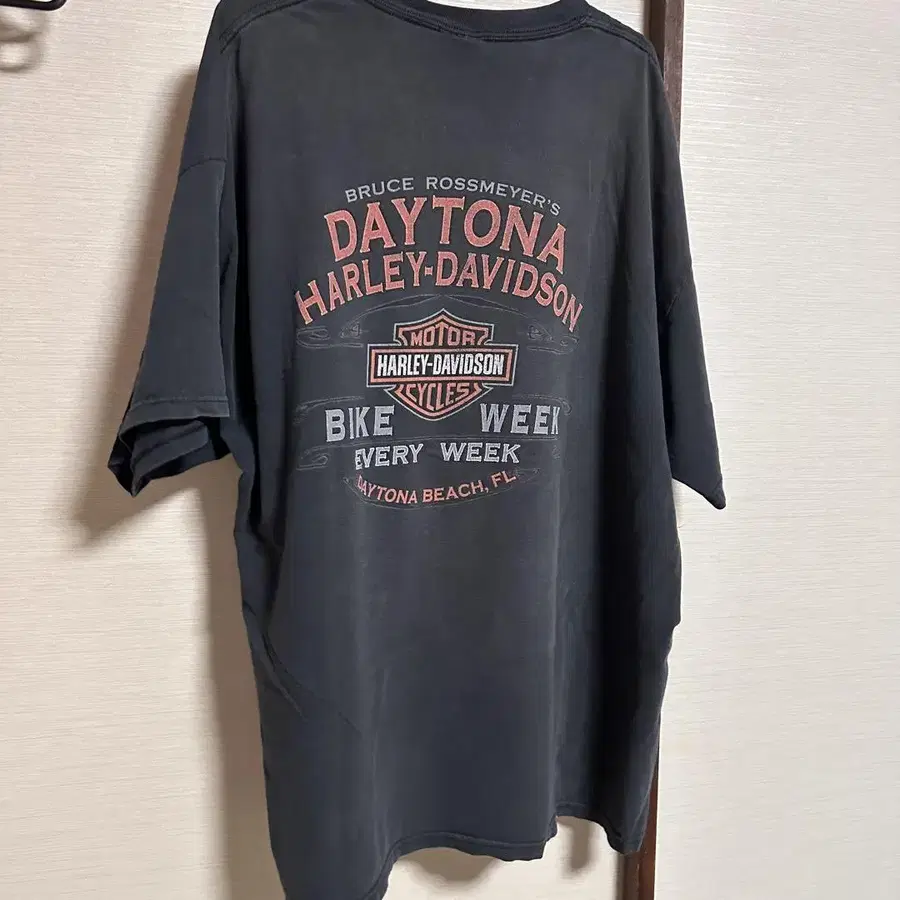 BRUCE ROSSMEYER'S
DAYTONA
HARLEY-DAVIDSON
MOTOR
HARLEY-DAVIDSON
CYCLES
BIKE WEEK
EVERY WEEK
DAYTONA BEACH, FL.